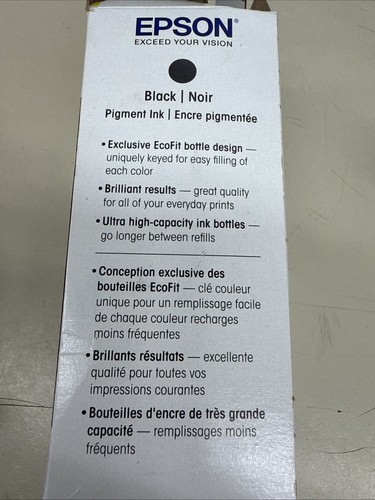 EPSON®
EXCEED YOUR VISION
Black | Noir
Pigment Ink | Encre pigmentée
• Exclusive EcoFit bottle design —
uniquely keyed for easy filling of
each color
• Brilliant results — great quality
for all of your everyday prints
• Ultra high-capacity ink bottles —
go longer between refills
• Conception exclusive des
bouteilles EcoFit — clé couleur
unique pour un remplissage facile
de chaque couleur recharges
moins fréquentes
• Brillants résultats — excellente
qualité pour toutes vos
impressions courantes
• Bouteilles d'encre de très grande
capacité — remplissages moins
fréquents